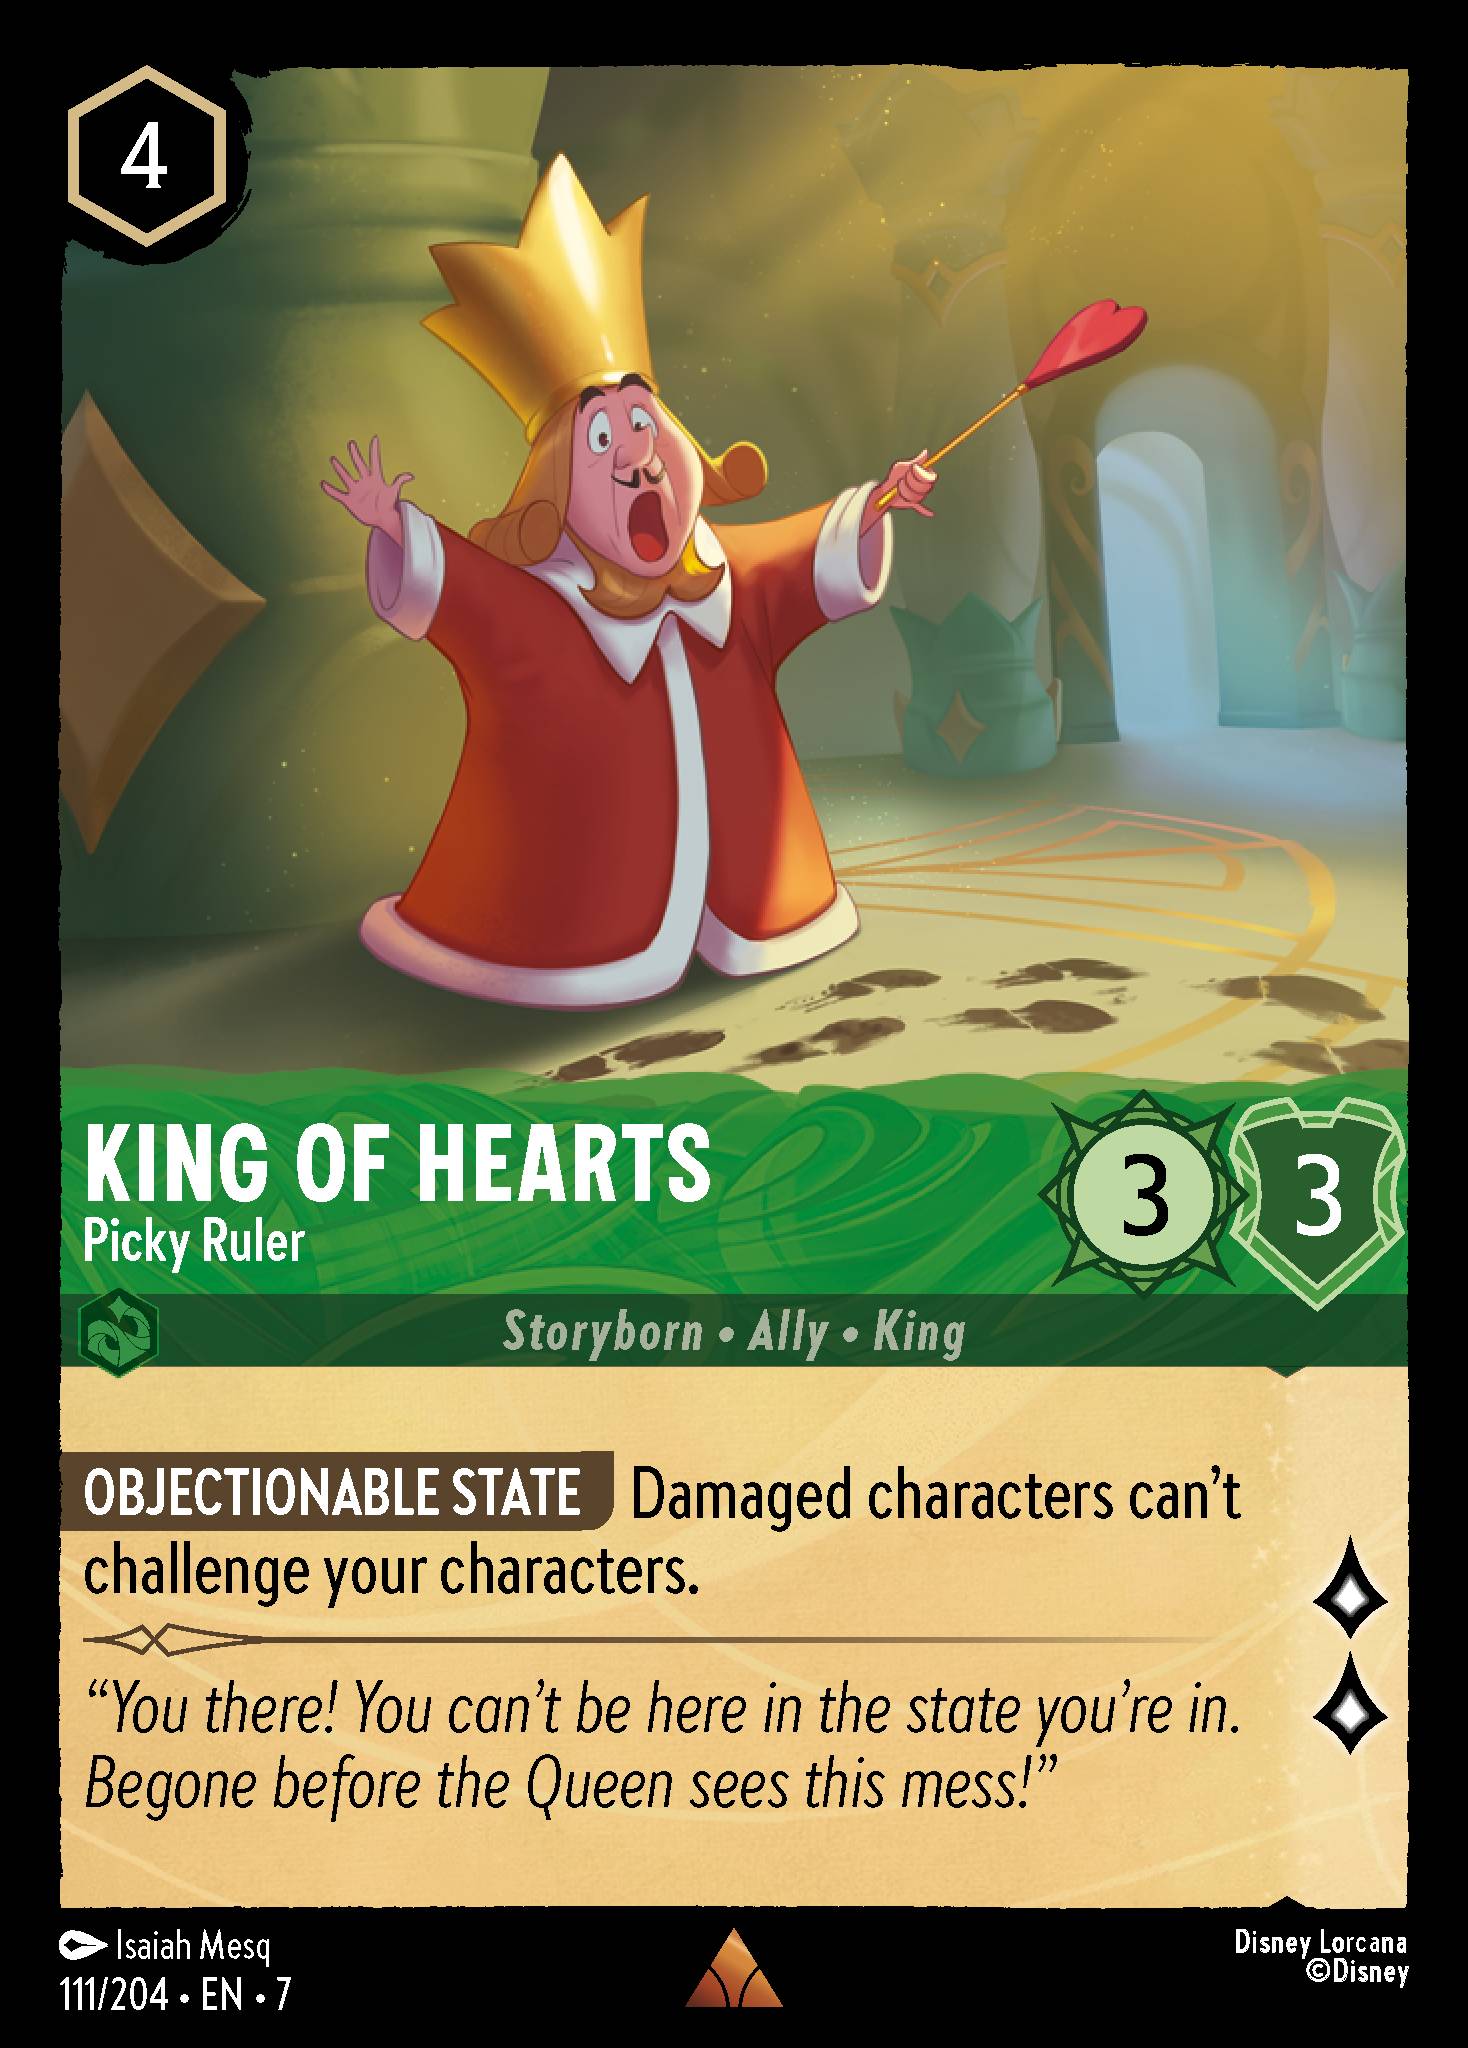 4
KING OF HEARTS
Picky Ruler
3
3
Storyborn • Ally • King
OBJECTIONABLE STATE Damaged characters can’t
challenge your characters.
“You there! You can’t be here in the state you’re in.
Begone before the Queen sees this mess!”
Isaiah Mesq
111/204 • EN • 7
Disney Lorcana
©Disney